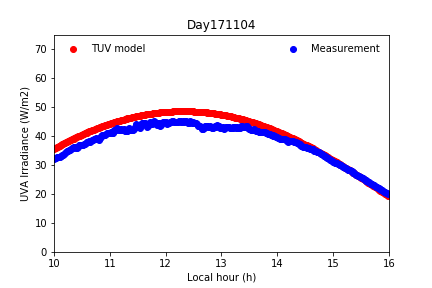 Day171104
TUV model
Measurement
UVA Irradiance (W/m2)
70
60
50
40
30
20
10
0
10 11 12 13 14 15 16
Local hour (h)